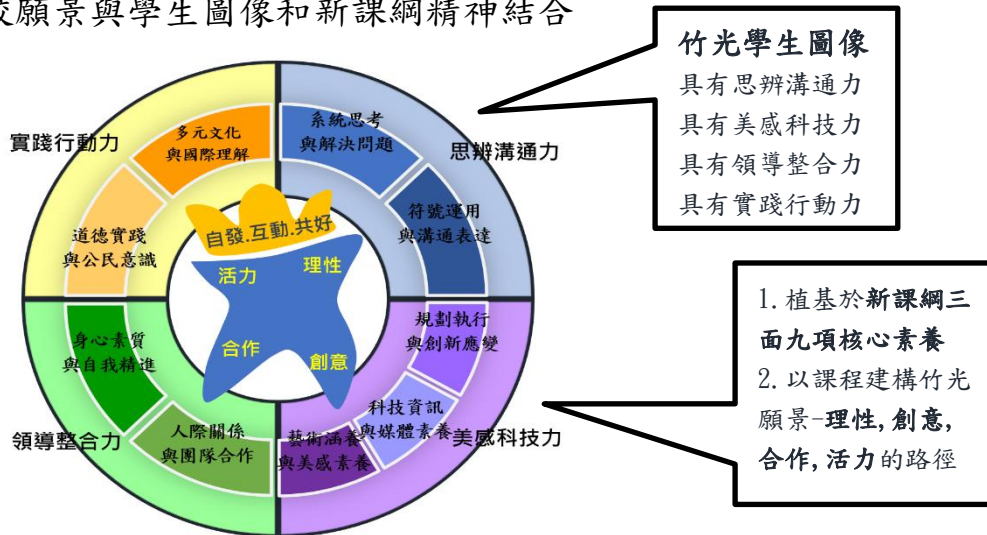 願景與學生圖像和新課綱精神結合
竹光學生圖像
具有思辨溝通力
具有美感科技力
具有領導整合力
具有實踐行動力
實踐行動力
多元文化
與國際理解
系統思考
與解決問題
思辨溝通力
道德實踐
與公民意識
符號運用
與溝通表達
自發.互動.共好
活力
理性
合作
創意
身心素質
與自我精進
規劃執行
與創新應變
領導整合力
人際關係
與團隊合作
藝術涵養
與美感素養
科技資訊
與媒體素養
美感科技力
1. 植基於新課綱三
面九項核心素養
2. 以課程建構竹光
願景-理性,創意,
合作,活力的路徑